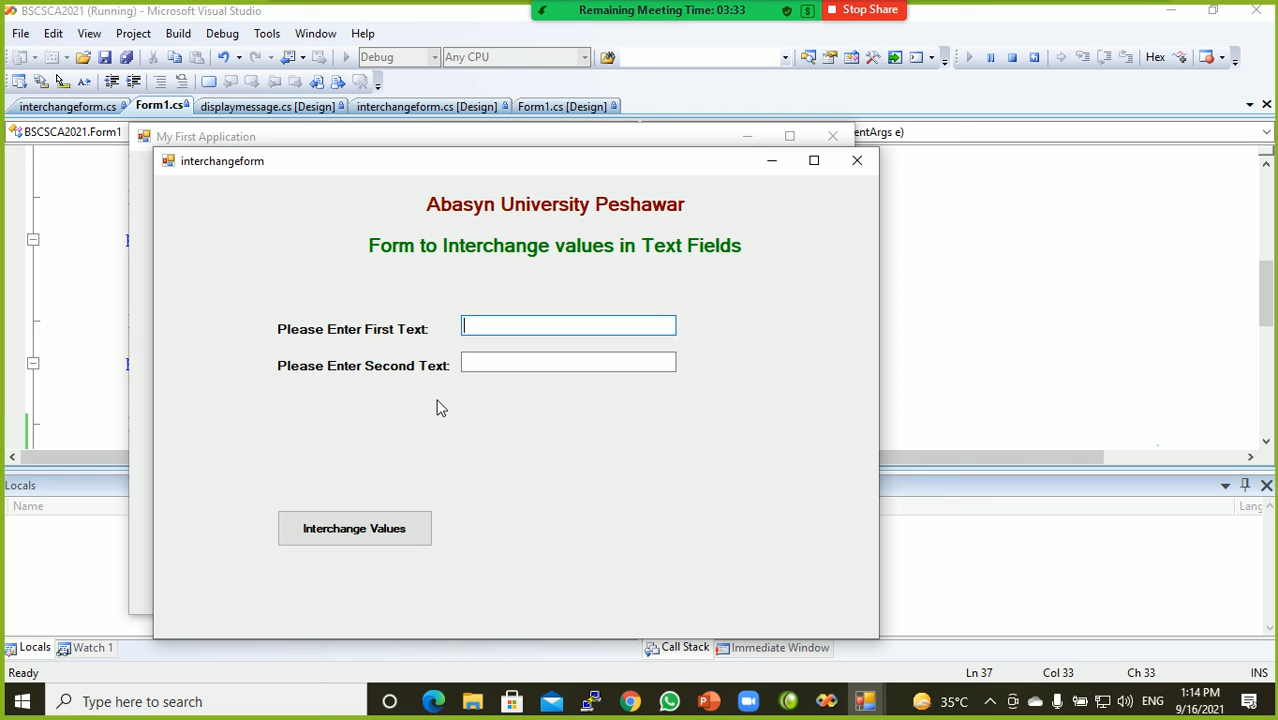 BSCSCA2021 (Running) - Microsoft Visual Studio
Remaining Meeting Time: 03:33
Stop Share
File Edit View Project Build Debug Tools Window Help
Debug Any CPU Hex
interchangeform.cs Form1.cs displaymessage.cs [Design] interchangeform.cs [Design] Form1.cs [Design]
BSCSCA2021.Form1 My First Application entArgs e)
interchangeform
Abasyn University Peshawar
Form to Interchange values in Text Fields
Please Enter First Text:
Please Enter Second Text:
Interchange Values
Locals
Name Lang
Locals Watch 1 Call Stack Immediate Window
Ready Ln 37 Col 33 Ch 33 INS
Type here to search 35°C ENG 1:14 PM
9/16/2021